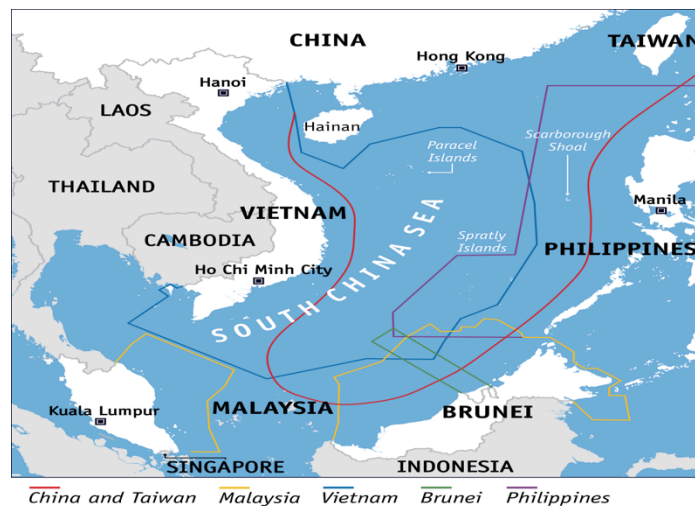 CHINA
TAIWAN
Hong Kong
Hanoi
LAOS
Hainan
Paracel
Islands
Scarborough
Shoal
THAILAND
VIETNAM
Manila
CAMBODIA
Spratly
Islands
PHILIPPINES
Ho Chi Minh City
SOUTH CHINA SEA
MALAYSIA
BRUNEI
Kuala Lumpur
SINGAPORE
INDONESIA
China and Taiwan Malaysia Vietnam Brunei Philippines